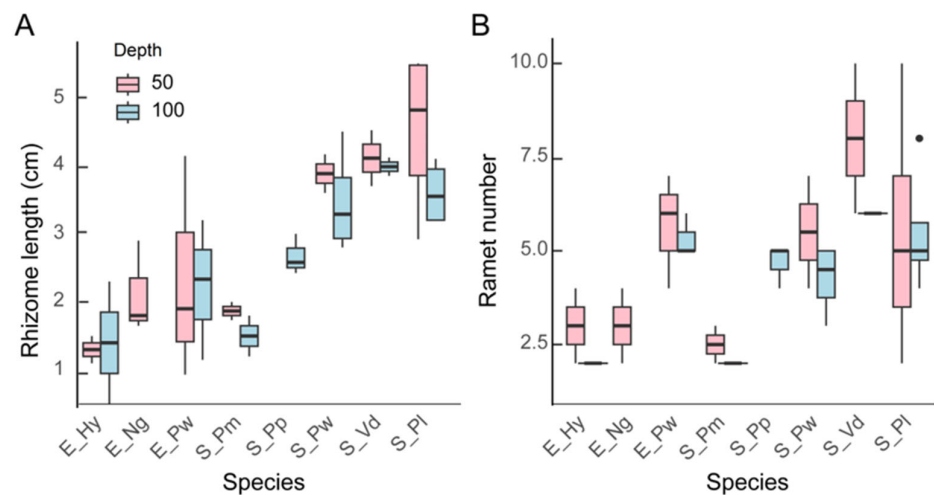 A
Depth
50
100
Rhizome length (cm)
5
4
3
2
1
E_Hy
E_Ng
E_Pw
S_Pm
S_Pp
S_Pw
S_Vd
S_Pl
Species
B
Ramet number
10.0
7.5
5.0
2.5
E_Hy
E_Ng
E_Pw
S_Pm
S_Pp
S_Pw
S_Vd
S_Pl
Species